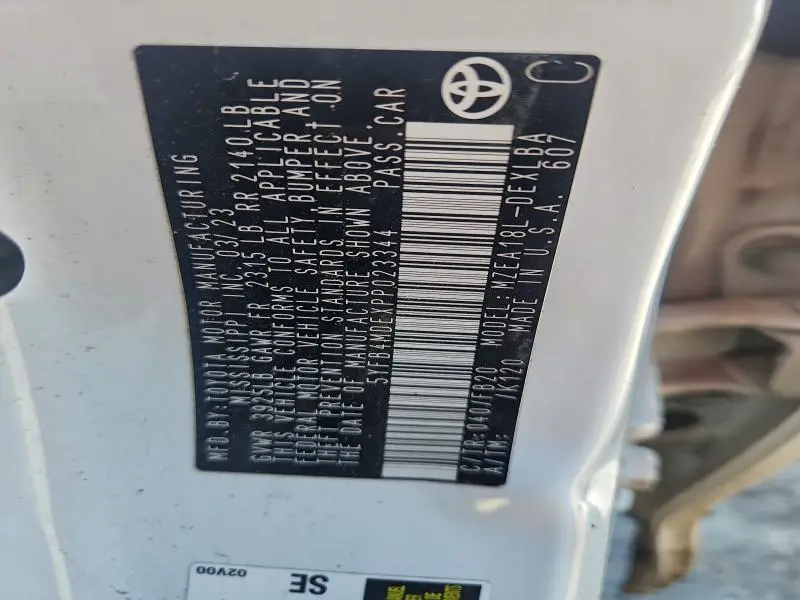 MFD.BY:TOYOTA MOTOR MANUFACTURING
MISSISSIPPI INC. 03/23
GVWR 3925LB GAWR FR 2315LB RR 2140LB
THIS VEHICLE CONFORMS TO ALL APPLICABLE
FEDERAL MOTOR VEHICLE SAFETY, BUMPER AND
THEFT PREVENTION STANDARDS IN EFFECT ON
THE DATE OF MANUFACTURE SHOWN ABOVE.
5YFB4MDEXPP023344 PASS.CAR
C/TR:040/FB20 MODEL:MZEA18L-DEXLBA
A/TM: /K120 MADE IN U.S.A. 607
C
SE
02V00